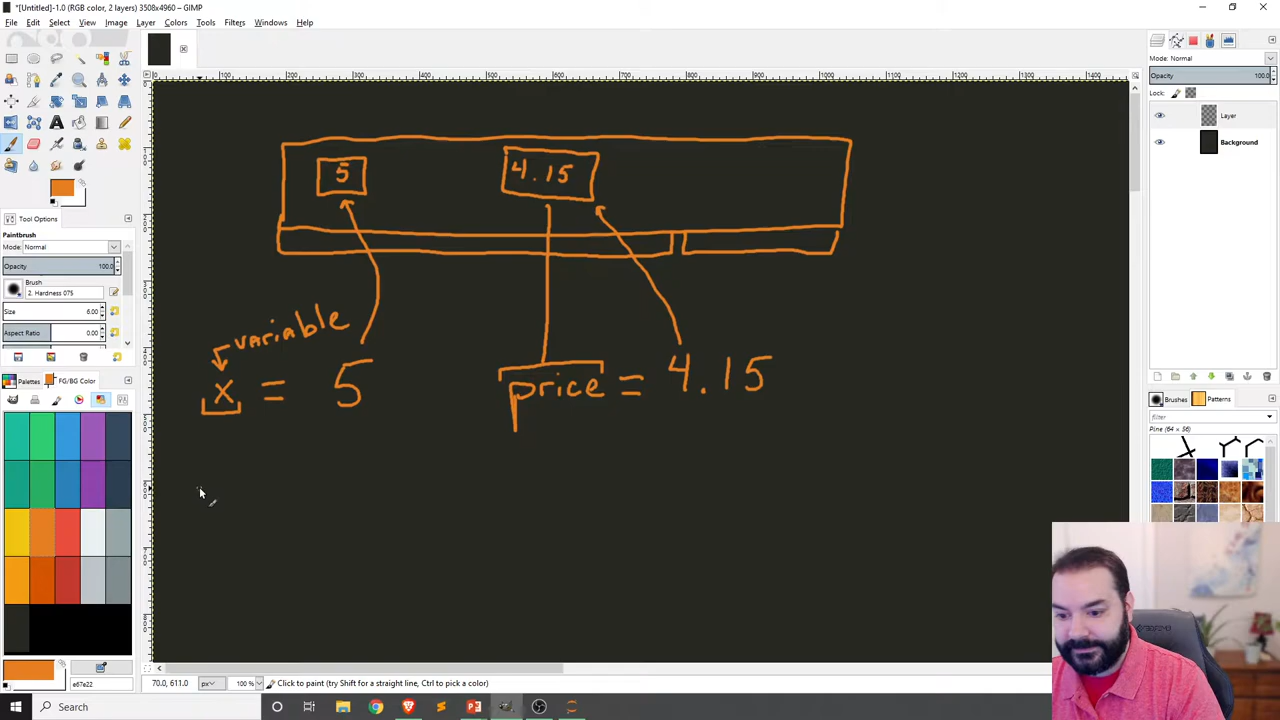 *[Untitled]-1.0 (RGB color, 2 layers) 3508x4960 – GIMP
File Edit Select View Image Layer Colors Tools Filters Windows Help
Mode: Normal
Opacity 100.0
Lock:
Layer
Background
5
4.15
variable
x = 5
price = 4.15
Tool Options
Paintbrush
Mode: Normal
Opacity 100.0
Brush
2. Hardness 075
Size 6.00
Aspect Ratio 0.00
Palettes FG/BG Color
e67e22
Brushes Patterns
filter
Pine (64 × 56)
70.0, 611.0 px 100 % Click to paint (try Shift for a straight line, Ctrl to pick a color)
Search